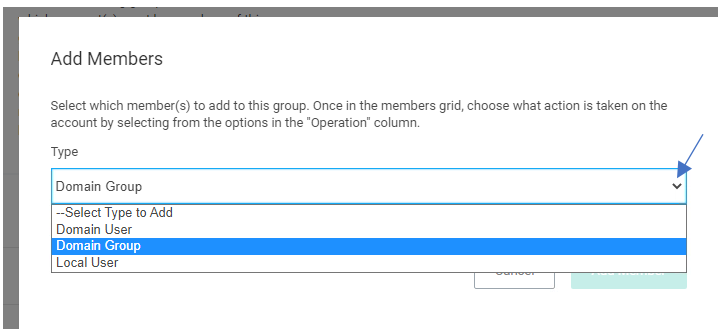 Add Members
Select which member(s) to add to this group. Once in the members grid, choose what action is taken on the
account by selecting from the options in the "Operation" column.
Type
Domain Group
--Select Type to Add
Domain User
Domain Group
Local User